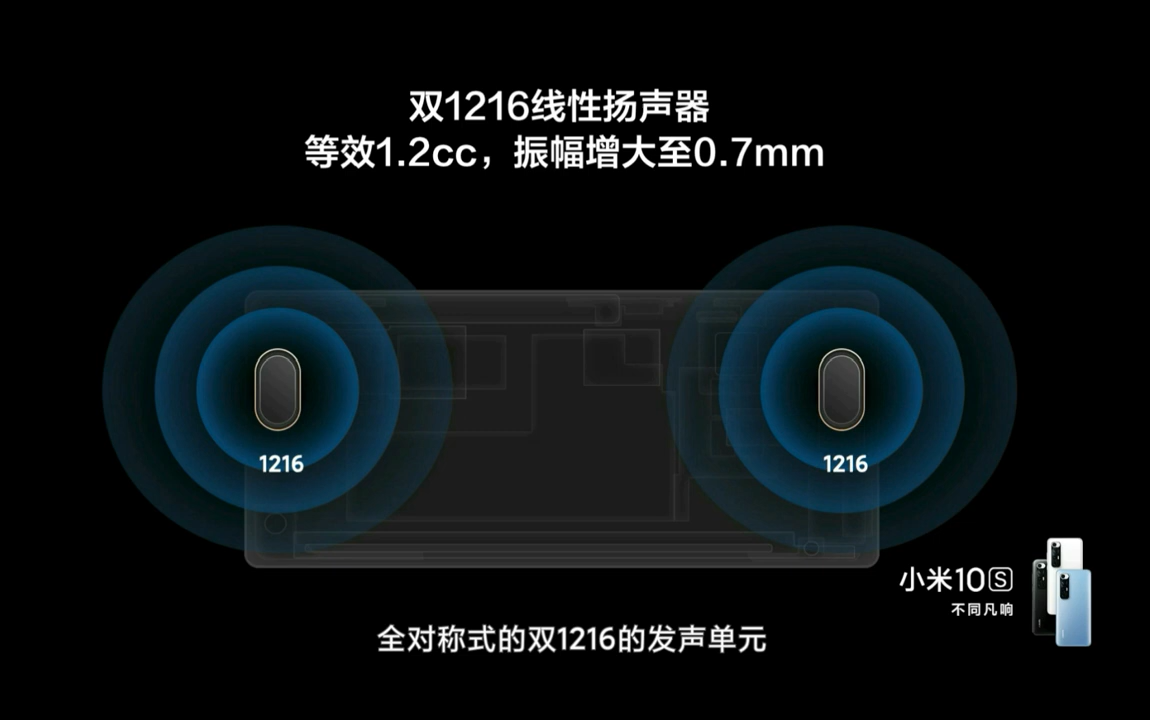 双1216线性扬声器
等效1.2cc，振幅增大至0.7mm
1216
1216
小米10S
不同凡响
全对称式的双1216的发声单元